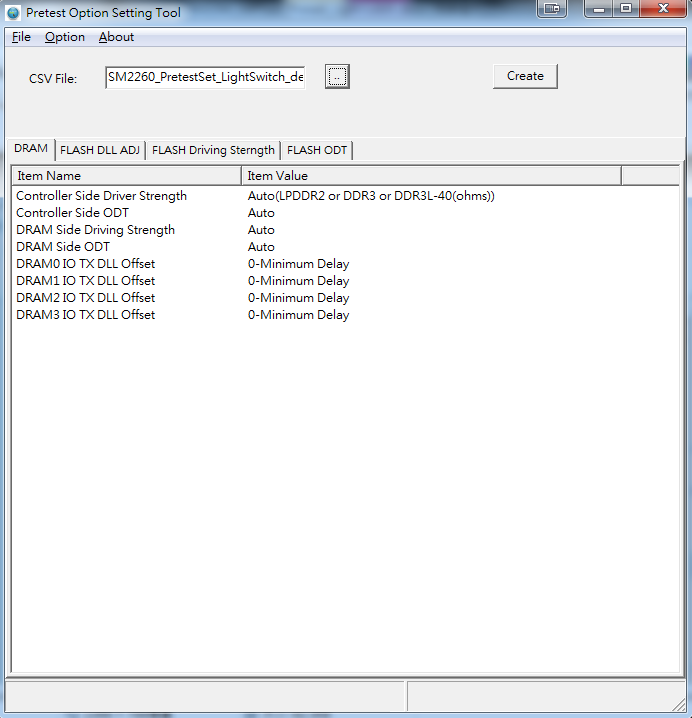 Pretest Option Setting Tool
File Option About
CSV File: SM2260_PretestSet_LightSwitch_de .. Create
DRAM FLASH DLL ADJ FLASH Driving Sterngth FLASH ODT
Item Name Item Value
Controller Side Driver Strength Auto(LPDDR2 or DDR3 or DDR3L-40(ohms))
Controller Side ODT Auto
DRAM Side Driving Strength Auto
DRAM Side ODT Auto
DRAM0 IO TX DLL Offset 0-Minimum Delay
DRAM1 IO TX DLL Offset 0-Minimum Delay
DRAM2 IO TX DLL Offset 0-Minimum Delay
DRAM3 IO TX DLL Offset 0-Minimum Delay